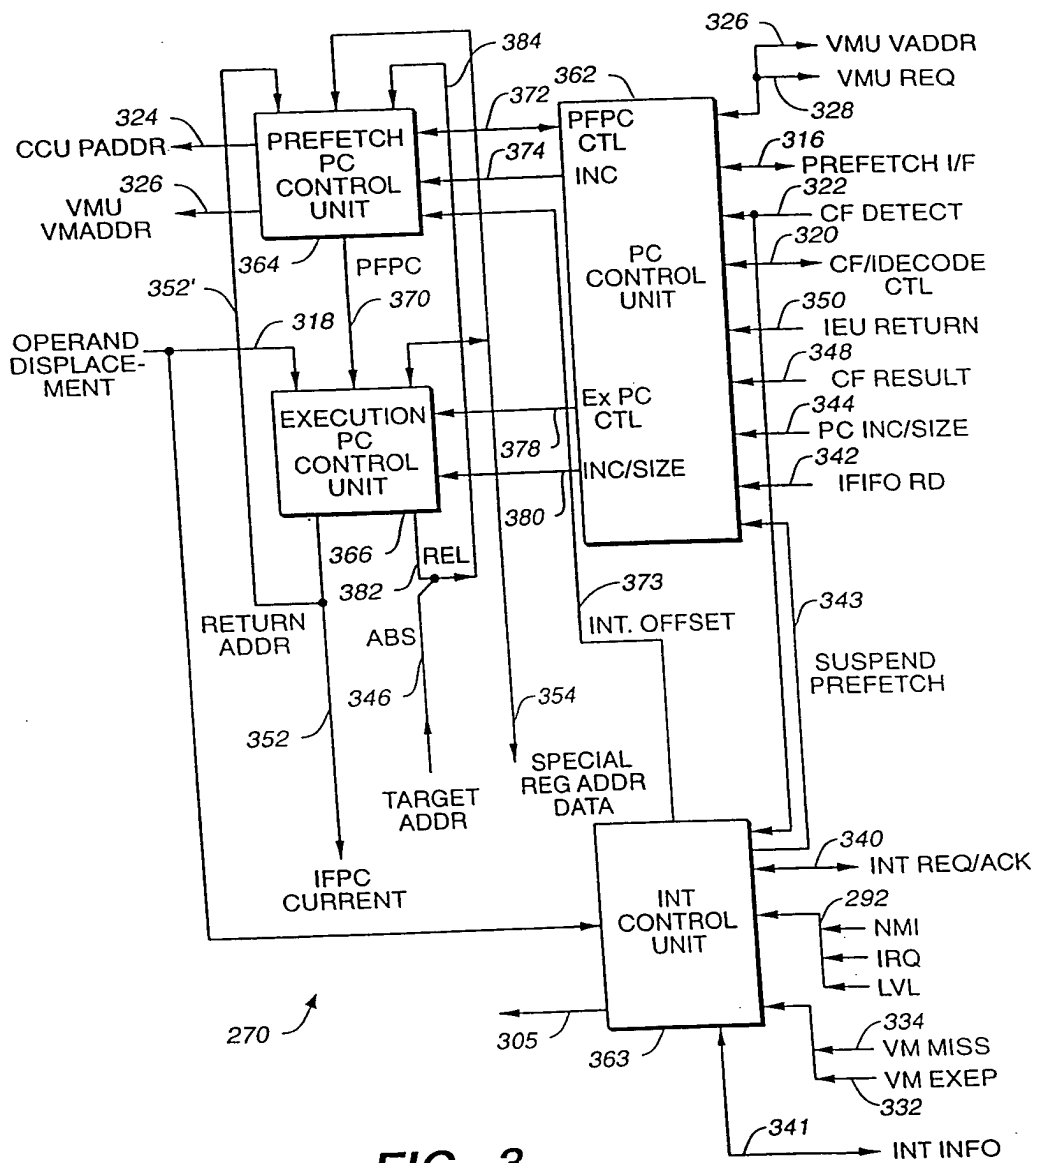 326
VMU VADDR
VMU REQ
328
384
362
372
324
CCU PADDR
PREFETCH
PC
CONTROL
UNIT
PFPC
CTL
374
INC
316
PREFETCH I/F
322
CF DETECT
326
VMU
VMADDR
364
PFPC
370
352'
320
CF/IDECODE
CTL
PC
CONTROL
UNIT
350
IEU RETURN
318
OPERAND
DISPLACE-
MENT
348
CF RESULT
EXECUTION
PC
CONTROL
UNIT
Ex PC
CTL
378
344
PC INC/SIZE
INC/SIZE
380
342
IFIFO RD
366
REL
382
373
343
RETURN
ADDR
ABS
INT. OFFSET
SUSPEND
PREFETCH
346
352
354
TARGET
ADDR
SPECIAL
REG ADDR
DATA
IFPC
CURRENT
340
INT REQ/ACK
INT
CONTROL
UNIT
292
NMI
IRQ
LVL
270
305
363
334
VM MISS
VM EXEP
332
341
INT INFO
FIG. 3